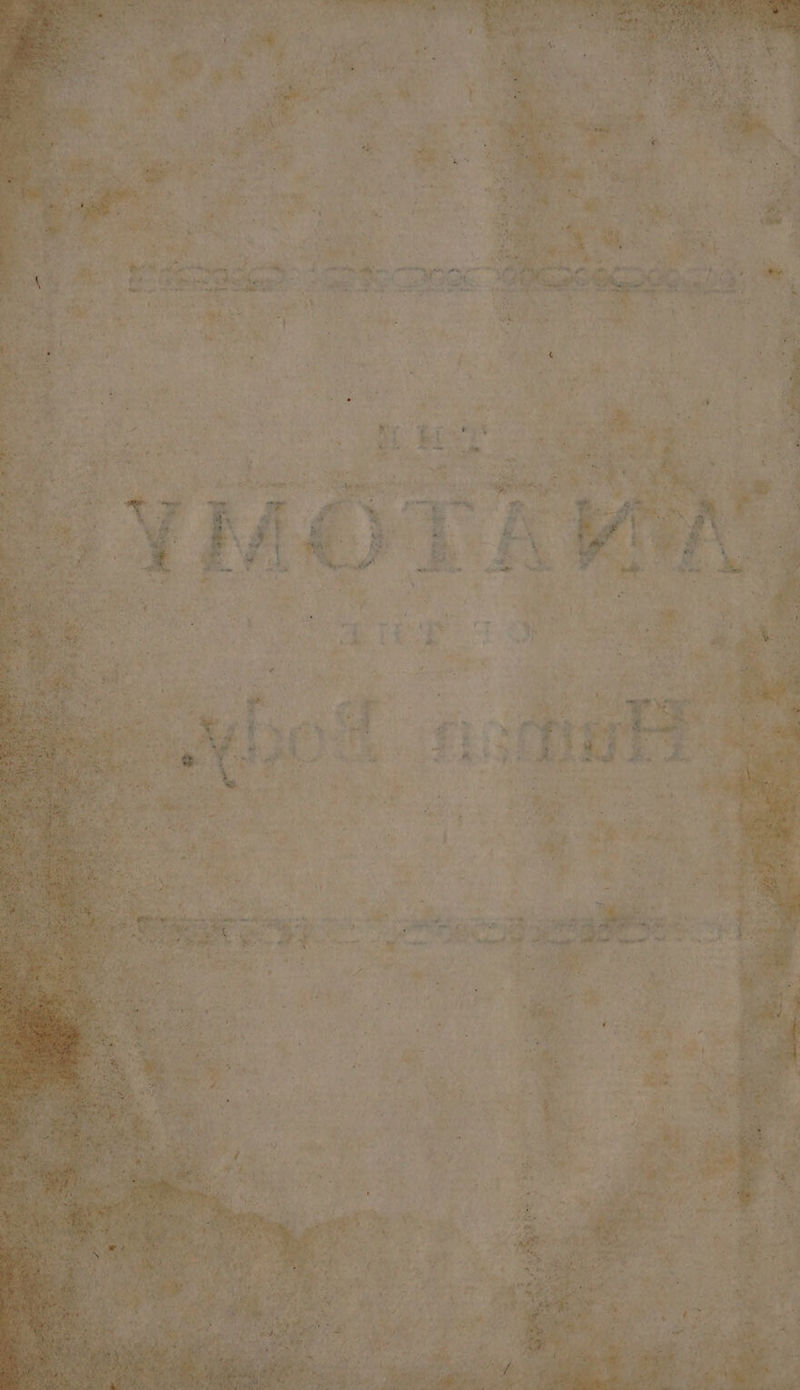 THE
ANATOMY
OF THE
Human Body.